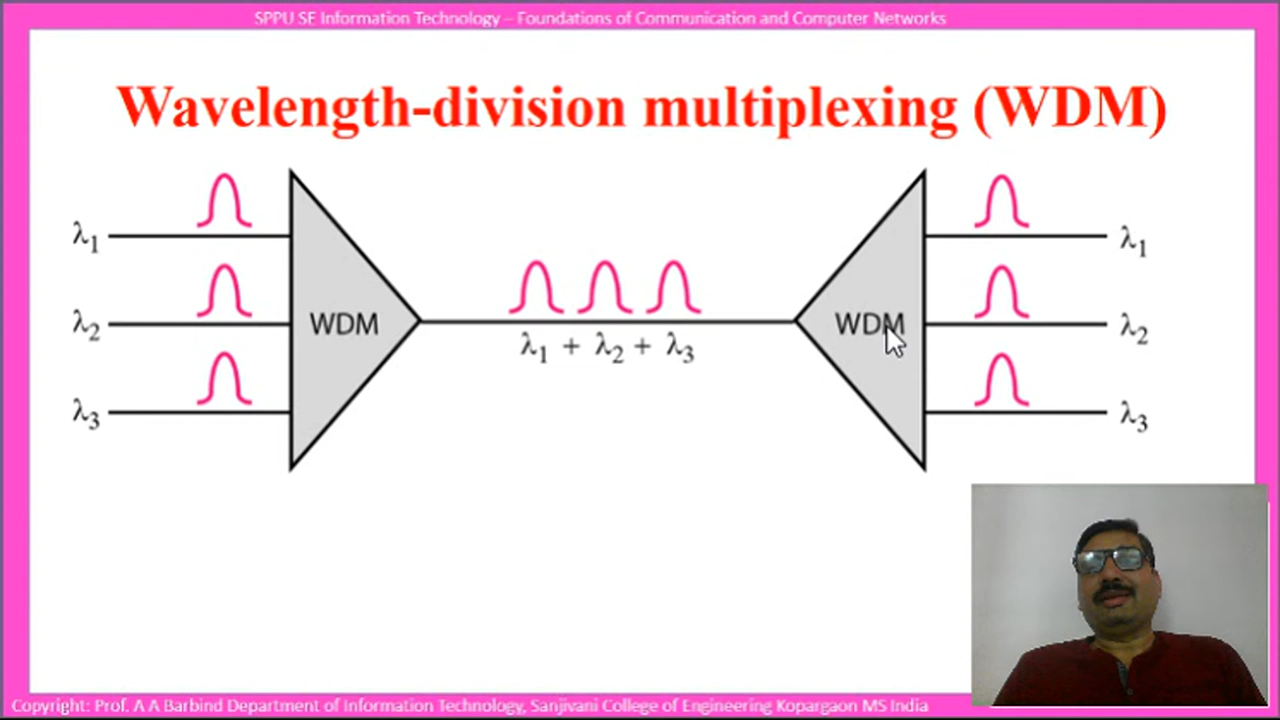 SPPU SE Information Technology – Foundations of Communication and Computer Networks
Wavelength-division multiplexing (WDM)
λ1
λ2
λ3
WDM
λ1 + λ2 + λ3
WDM
λ1
λ2
λ3
Copyright: Prof. A A Barbind Department of Information Technology, Sanjivani College of Engineering Kopargaon MS India